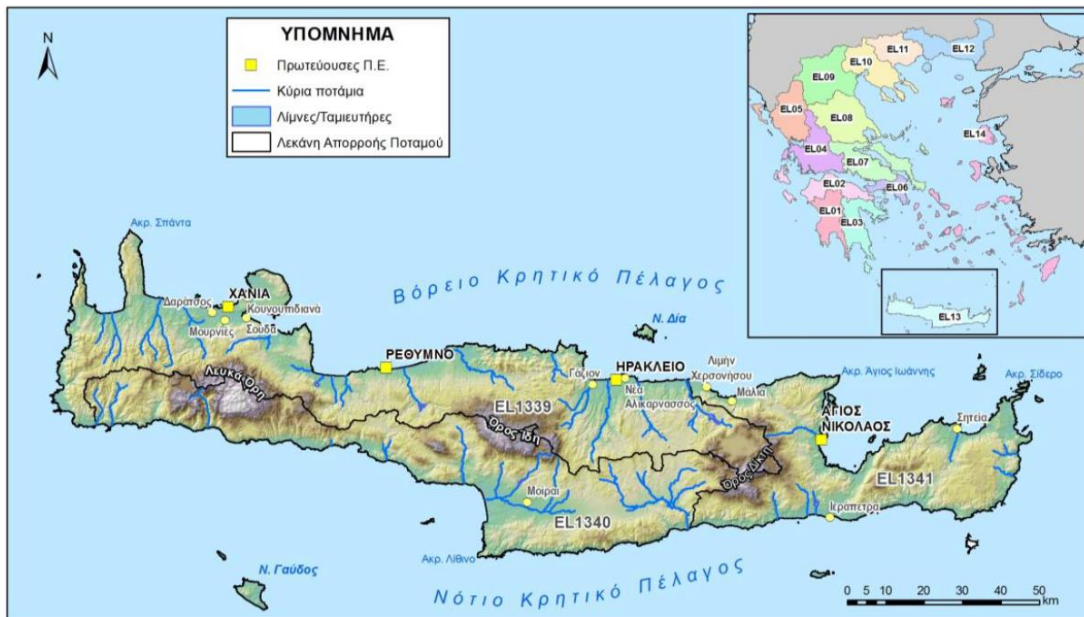 N
ΥΠΟΜΝΗΜΑ
Πρωτεύουσες Π.Ε.
Κύρια ποτάμια
Λίμνες/Ταμιευτήρες
Λεκάνη Απορροής Ποταμού
EL11
EL12
EL10
EL09
EL05
EL08
EL14
EL04
EL07
EL02
EL06
EL01
EL03
EL13
Ακρ. Σπάντα
Βόρειο Κρητικό Πέλαγος
ΧΑΝΙΑ
Δαράτσος
Κουνουπιδιανά
Μουρνιές
Σούδα
Ν. Δία
ΡΕΘΥΜΝΟ
ΗΡΑΚΛΕΙΟ
Γάζιον
Λιμήν
Χερσονήσου
Ακρ. Άγιος Ιωάννης
Ακρ. Σίδερο
Λευκά Όρη
Νέα
Αλικαρνασσός
Μάλια
EL1339
ΑΓΙΟΣ
ΝΙΚΟΛΑΟΣ
Σητεία
Όρος Ίδη
Όρος Δίκτη
EL1341
Μοίραι
EL1340
Ιεράπετρα
Ακρ. Λίθινο
Ν. Γαύδος
Νότιο Κρητικό Πέλαγος
0 5 10 20 30 40 50
km